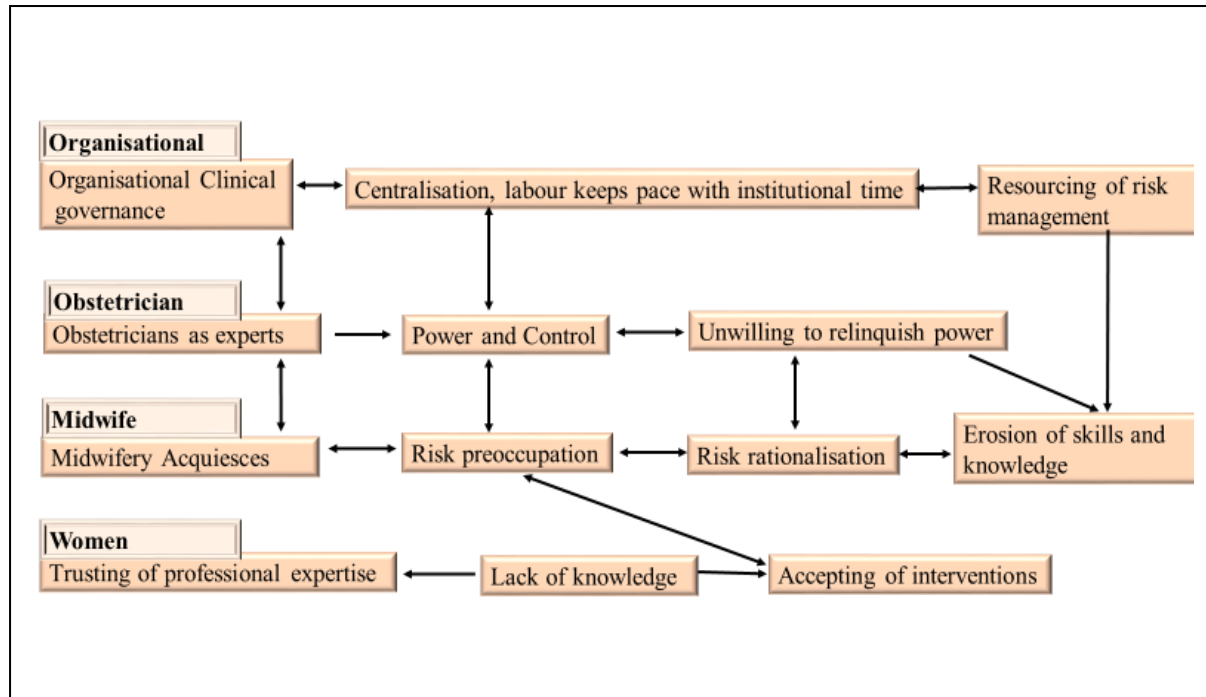 Organisational
Organisational Clinical
governance
Centralisation, labour keeps pace with institutional time
Resourcing of risk
management
Obstetrician
Obstetricians as experts
Power and Control
Unwilling to relinquish power
Midwife
Midwifery Acquiesces
Risk preoccupation
Risk rationalisation
Erosion of skills and
knowledge
Women
Trusting of professional expertise
Lack of knowledge
Accepting of interventions